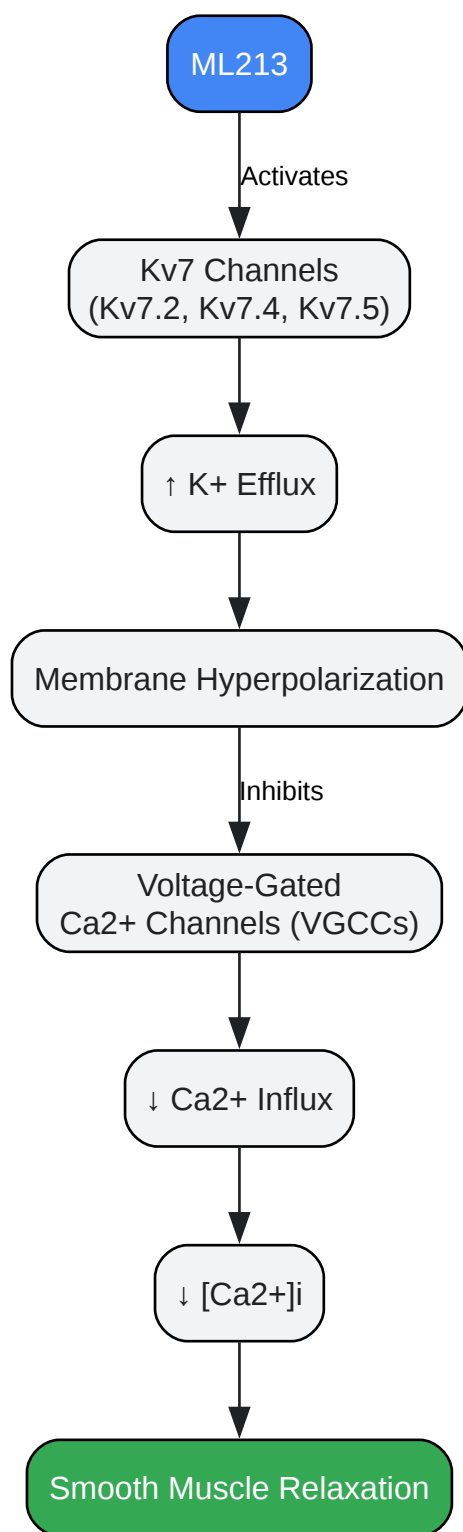 ML213
Activates
Kv7 Channels
(Kv7.2, Kv7.4, Kv7.5)
↑ K+ Efflux
Membrane Hyperpolarization
Inhibits
Voltage-Gated
Ca2+ Channels (VGCCs)
↓ Ca2+ Influx
↓ [Ca2+]i
Smooth Muscle Relaxation